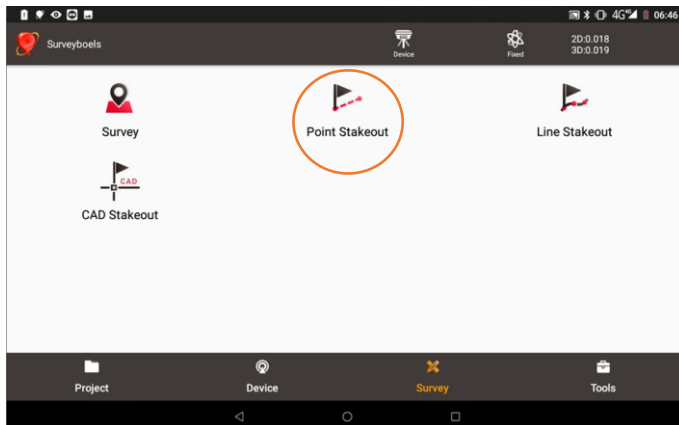 4G 06:46
Surveyboels
Device
Fixed
2D:0.018
3D:0.019
Survey
Point Stakeout
Line Stakeout
CAD
CAD Stakeout
Project
Device
Survey
Tools